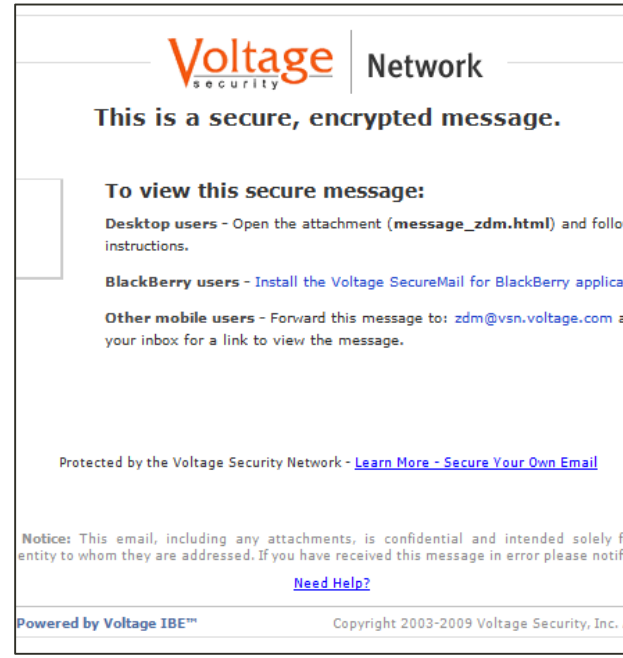 Voltage Network
security
This is a secure, encrypted message.
To view this secure message:
Desktop users - Open the attachment (message_zdm.html) and follo
instructions.
BlackBerry users - Install the Voltage SecureMail for BlackBerry applica
Other mobile users - Forward this message to: zdm@vsn.voltage.com a
your inbox for a link to view the message.
Protected by the Voltage Security Network - Learn More - Secure Your Own Email
Notice: This email, including any attachments, is confidential and intended solely f
entity to whom they are addressed. If you have received this message in error please notif
Need Help?
Powered by Voltage IBE™ Copyright 2003-2009 Voltage Security, Inc.